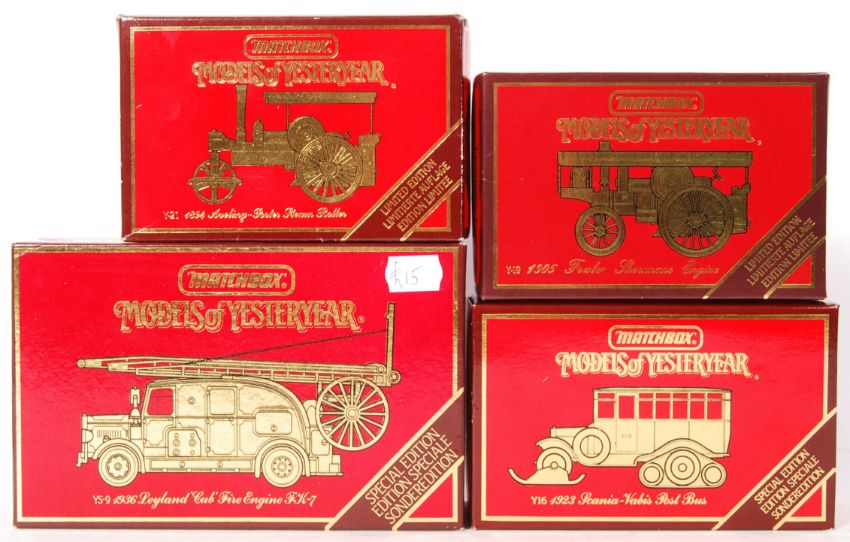 MATCHBOX
MODELS of YESTERYEAR
Y-21 1894 Aveling-Porter Steam Roller
LIMITED EDITION
LIMITIERTE AUFLAGE
EDITION LIMITEE
MATCHBOX
MODELS of YESTERYEAR
Y-19 1905 Fowler Showmans Engine
LIMITED EDITION
LIMITIERTE AUFLAGE
EDITION LIMITÉE
£15
MATCHBOX
MODELS of YESTERYEAR
YS-9 1936 Leyland 'Cub' Fire Engine FK-7
SPECIAL EDITION
EDITION SPECIALE
SONDEREDITION
MATCHBOX
MODELS of YESTERYEAR
Y16 1923 Scania-Vabis Post Bus
SPECIAL EDITION
EDITION SPECIALE
SONDEREDITION